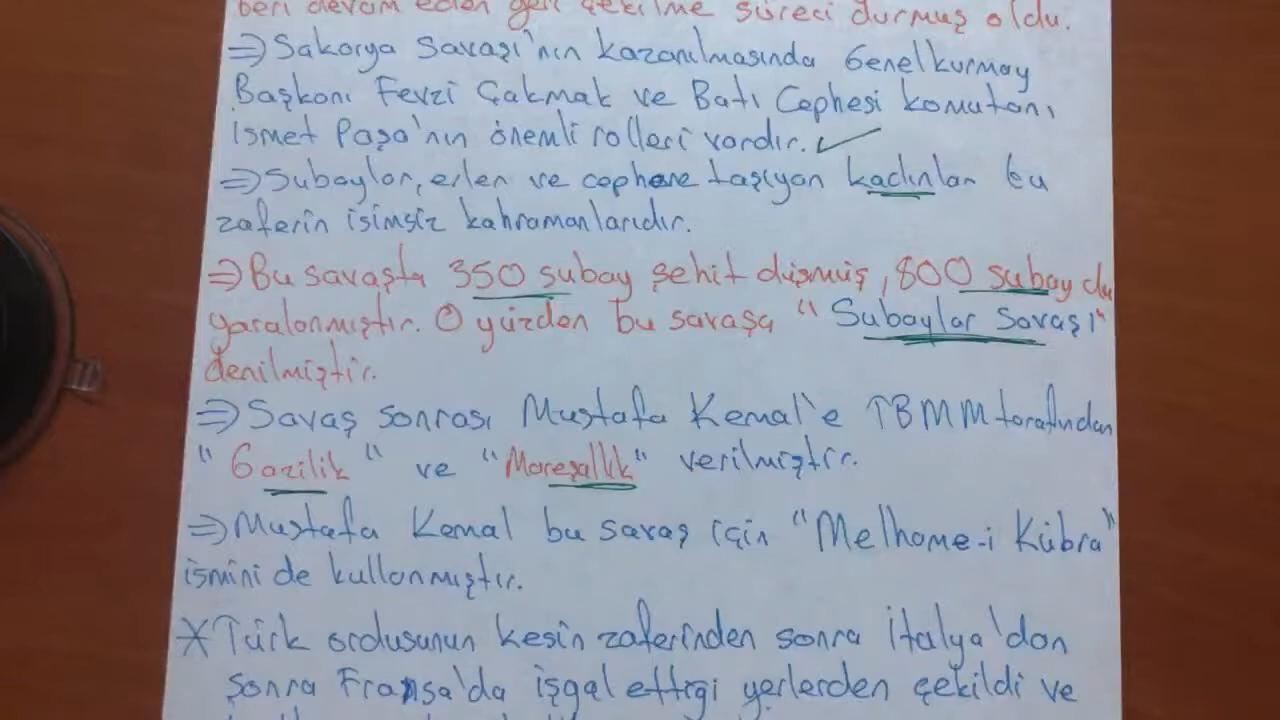 beri devam eden geri çekilme süreci durmuş oldu.
⇒ Sakarya Savaşı'nın kazanılmasında Genelkurmay
Başkanı Fevzi Çakmak ve Batı Cephesi komutanı
İsmet Paşa'nın önemli rolleri vardır. ✓
⇒ Subaylar, erler ve cephane taşıyan kadınlar bu
zaferin isimsiz kahramanlarıdır.
⇒ Bu savaşta 350 subay şehit düşmüş, 800 subay da
yaralanmıştır. O yüzden bu savaşa "Subaylar Savaşı"
denilmiştir.
⇒ Savaş sonrası Mustafa Kemal'e TBMM tarafından
"Gazilik" ve "Mareşallik" verilmiştir.
⇒ Mustafa Kemal bu savaş için "Melhame-i Kübra"
ismini de kullanmıştır.
* Türk ordusunun kesin zaferinden sonra İtalya'dan
sonra Fransa'da işgal ettiği yerlerden çekildi ve